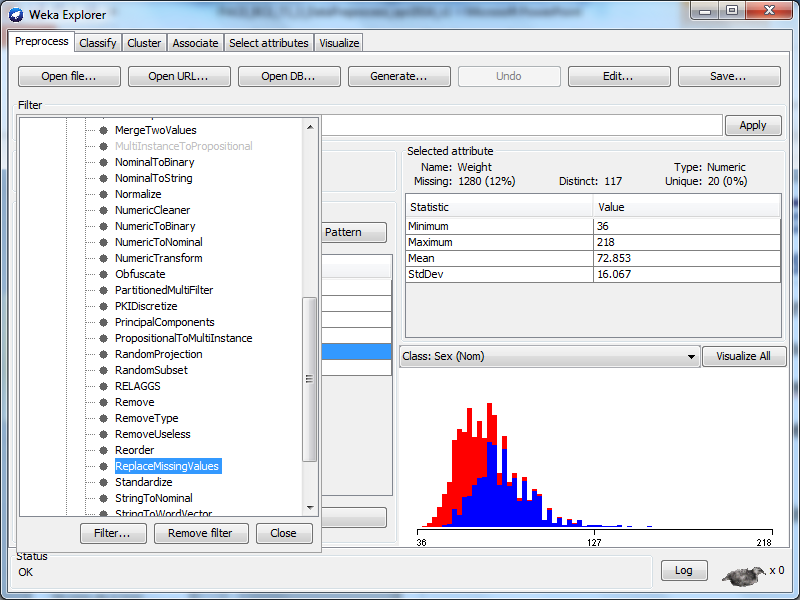 Weka Explorer
Preprocess Classify Cluster Associate Select attributes Visualize
Open file... Open URL... Open DB... Generate... Undo Edit... Save...
Filter
Apply
MergeTwoValues
MultiInstanceToPropositional
NominalToBinary
NominalToString
Normalize
NumericCleaner
NumericToBinary
NumericToNominal
NumericTransform
Obfuscate
PartitionedMultiFilter
PKIDiscretize
PrincipalComponents
PropositionalToMultiInstance
RandomProjection
RandomSubset
RELAGGS
Remove
RemoveType
RemoveUseless
Reorder
ReplaceMissingValues
Standardize
StringToNominal
StringToWordVector
Filter... Remove filter Close
Pattern
Selected attribute
Name: Weight Type: Numeric
Missing: 1280 (12%) Distinct: 117 Unique: 20 (0%)
Statistic Value
Minimum 36
Maximum 218
Mean 72.853
StdDev 16.067
Class: Sex (Nom) Visualize All
36 127 218
Status
OK
Log x 0